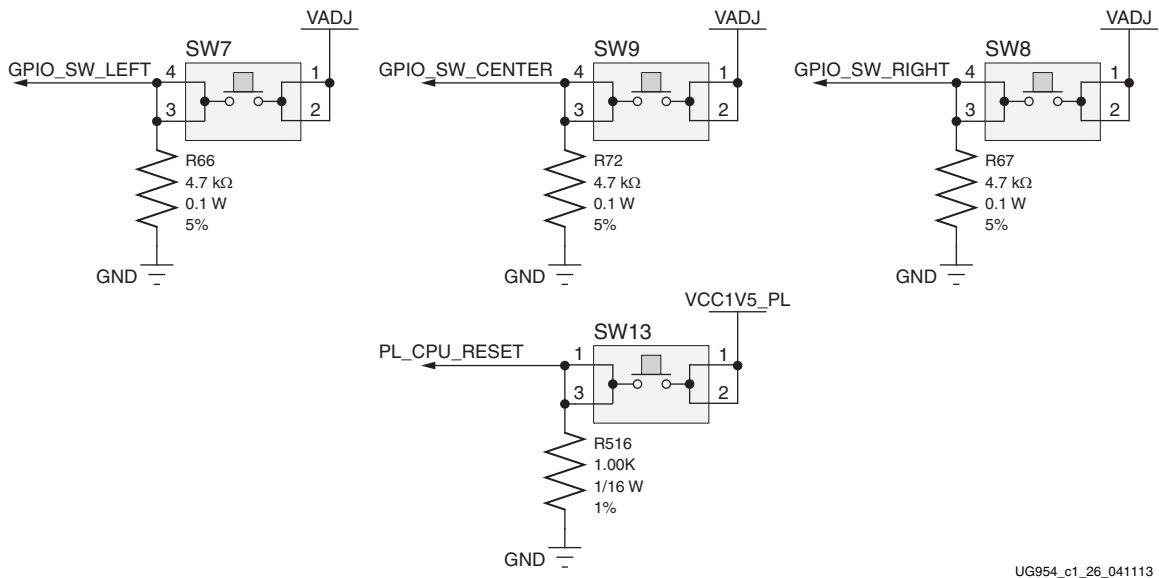 VADJ
SW7
GPIO_SW_LEFT
4
1
3
2
R66
4.7 kΩ
0.1 W
5%
GND
VADJ
SW9
GPIO_SW_CENTER
4
1
3
2
R72
4.7 kΩ
0.1 W
5%
GND
VADJ
SW8
GPIO_SW_RIGHT
4
1
3
2
R67
4.7 kΩ
0.1 W
5%
GND
VCC1V5_PL
SW13
PL_CPU_RESET
1
1
3
2
R516
1.00K
1/16 W
1%
GND
UG954_c1_26_041113